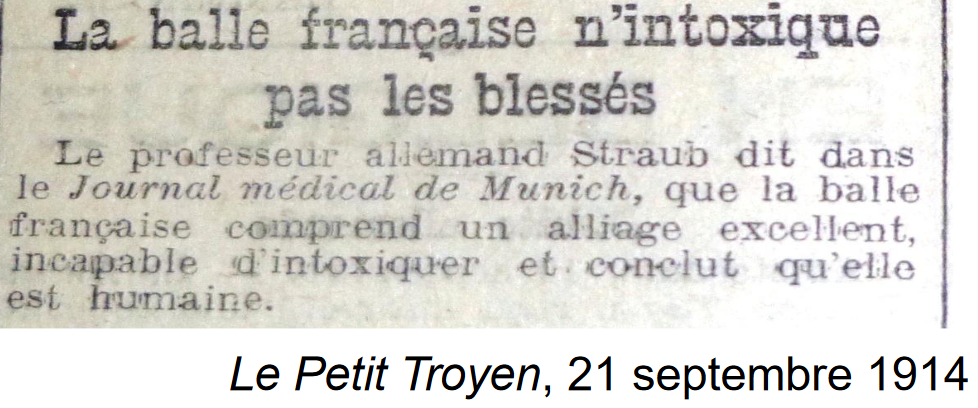 La balle française n'intoxique
pas les blessés
Le professeur allemand Straub dit dans
le Journal médical de Munich, que la balle
française comprend un alliage excellent,
incapable d'intoxiquer et conclut qu'elle
est humaine.
Le Petit Troyen, 21 septembre 1914